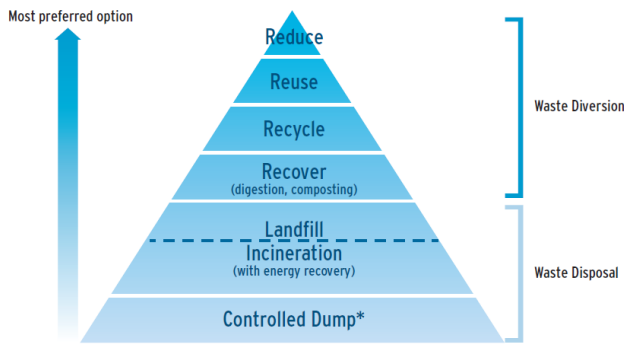 Most preferred option
Reduce
Reuse
Recycle
Recover
(digestion, composting)
Waste Diversion
Landfill
Incineration
(with energy recovery)
Controlled Dump*
Waste Disposal